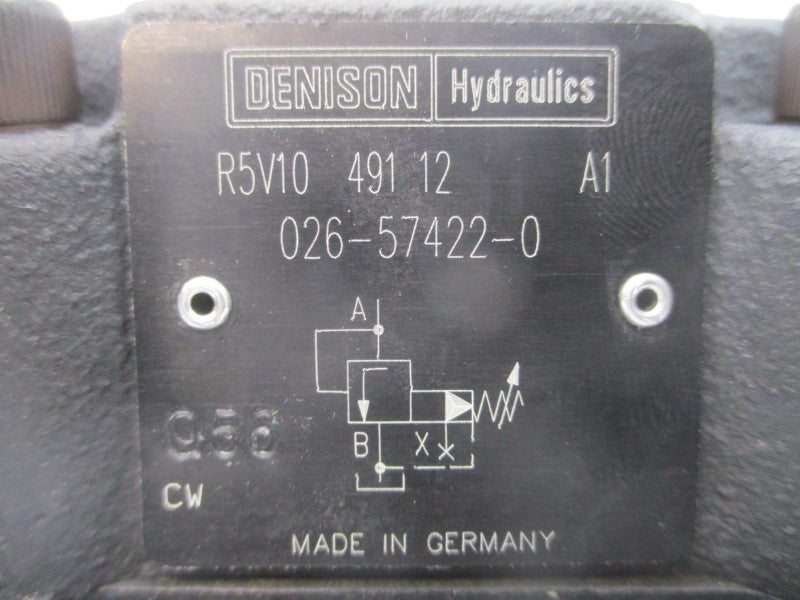 DENISON Hydraulics
R5V10 491 12 A1
026-57422-0
A
B X
CW
MADE IN GERMANY